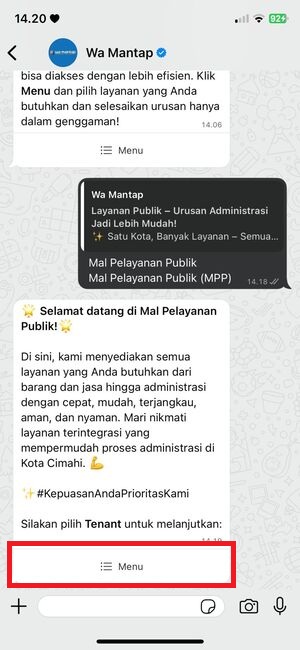 14.20
Wa Mantap
bisa diakses dengan lebih efisien. Klik
Menu dan pilih layanan yang Anda
butuhkan dan selesaikan urusan hanya
dalam genggaman!
14.06
Menu
Wa Mantap
Layanan Publik – Urusan Administrasi
Jadi Lebih Mudah!
✨ Satu Kota, Banyak Layanan – Semua...
Mal Pelayanan Publik
Mal Pelayanan Publik (MPP)
14.18
🌟 Selamat datang di Mal Pelayanan
Publik!🌟
Di sini, kami menyediakan semua
layanan yang Anda butuhkan dari
barang dan jasa hingga administrasi
dengan cepat, mudah, terjangkau,
aman, dan nyaman. Mari nikmati
layanan terintegrasi yang
mempermudah proses administrasi di
Kota Cimahi. 💪
✨#KepuasanAndaPrioritasKami
Silakan pilih Tenant untuk melanjutkan:
14.18
Menu